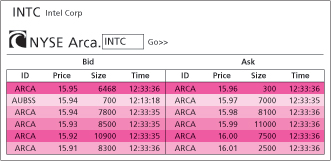 INTC Intel Corp
NYSE Arca. INTC Go>>
Bid Ask
ID Price Size Time ID Price Size Time
ARCA 15.95 6468 12:33:36 ARCA 15.96 300 12:33:36
AUBSS 15.94 700 12:13:18 ARCA 15.97 7000 12:33:35
ARCA 15.94 7800 12:33:35 ARCA 15.98 8100 12:33:36
ARCA 15.93 8500 12:33:35 ARCA 15.99 11000 12:33:36
ARCA 15.92 10900 12:33:35 ARCA 16.00 7500 12:33:36
ARCA 15.91 8300 12:33:36 ARCA 16.01 2500 12:33:36